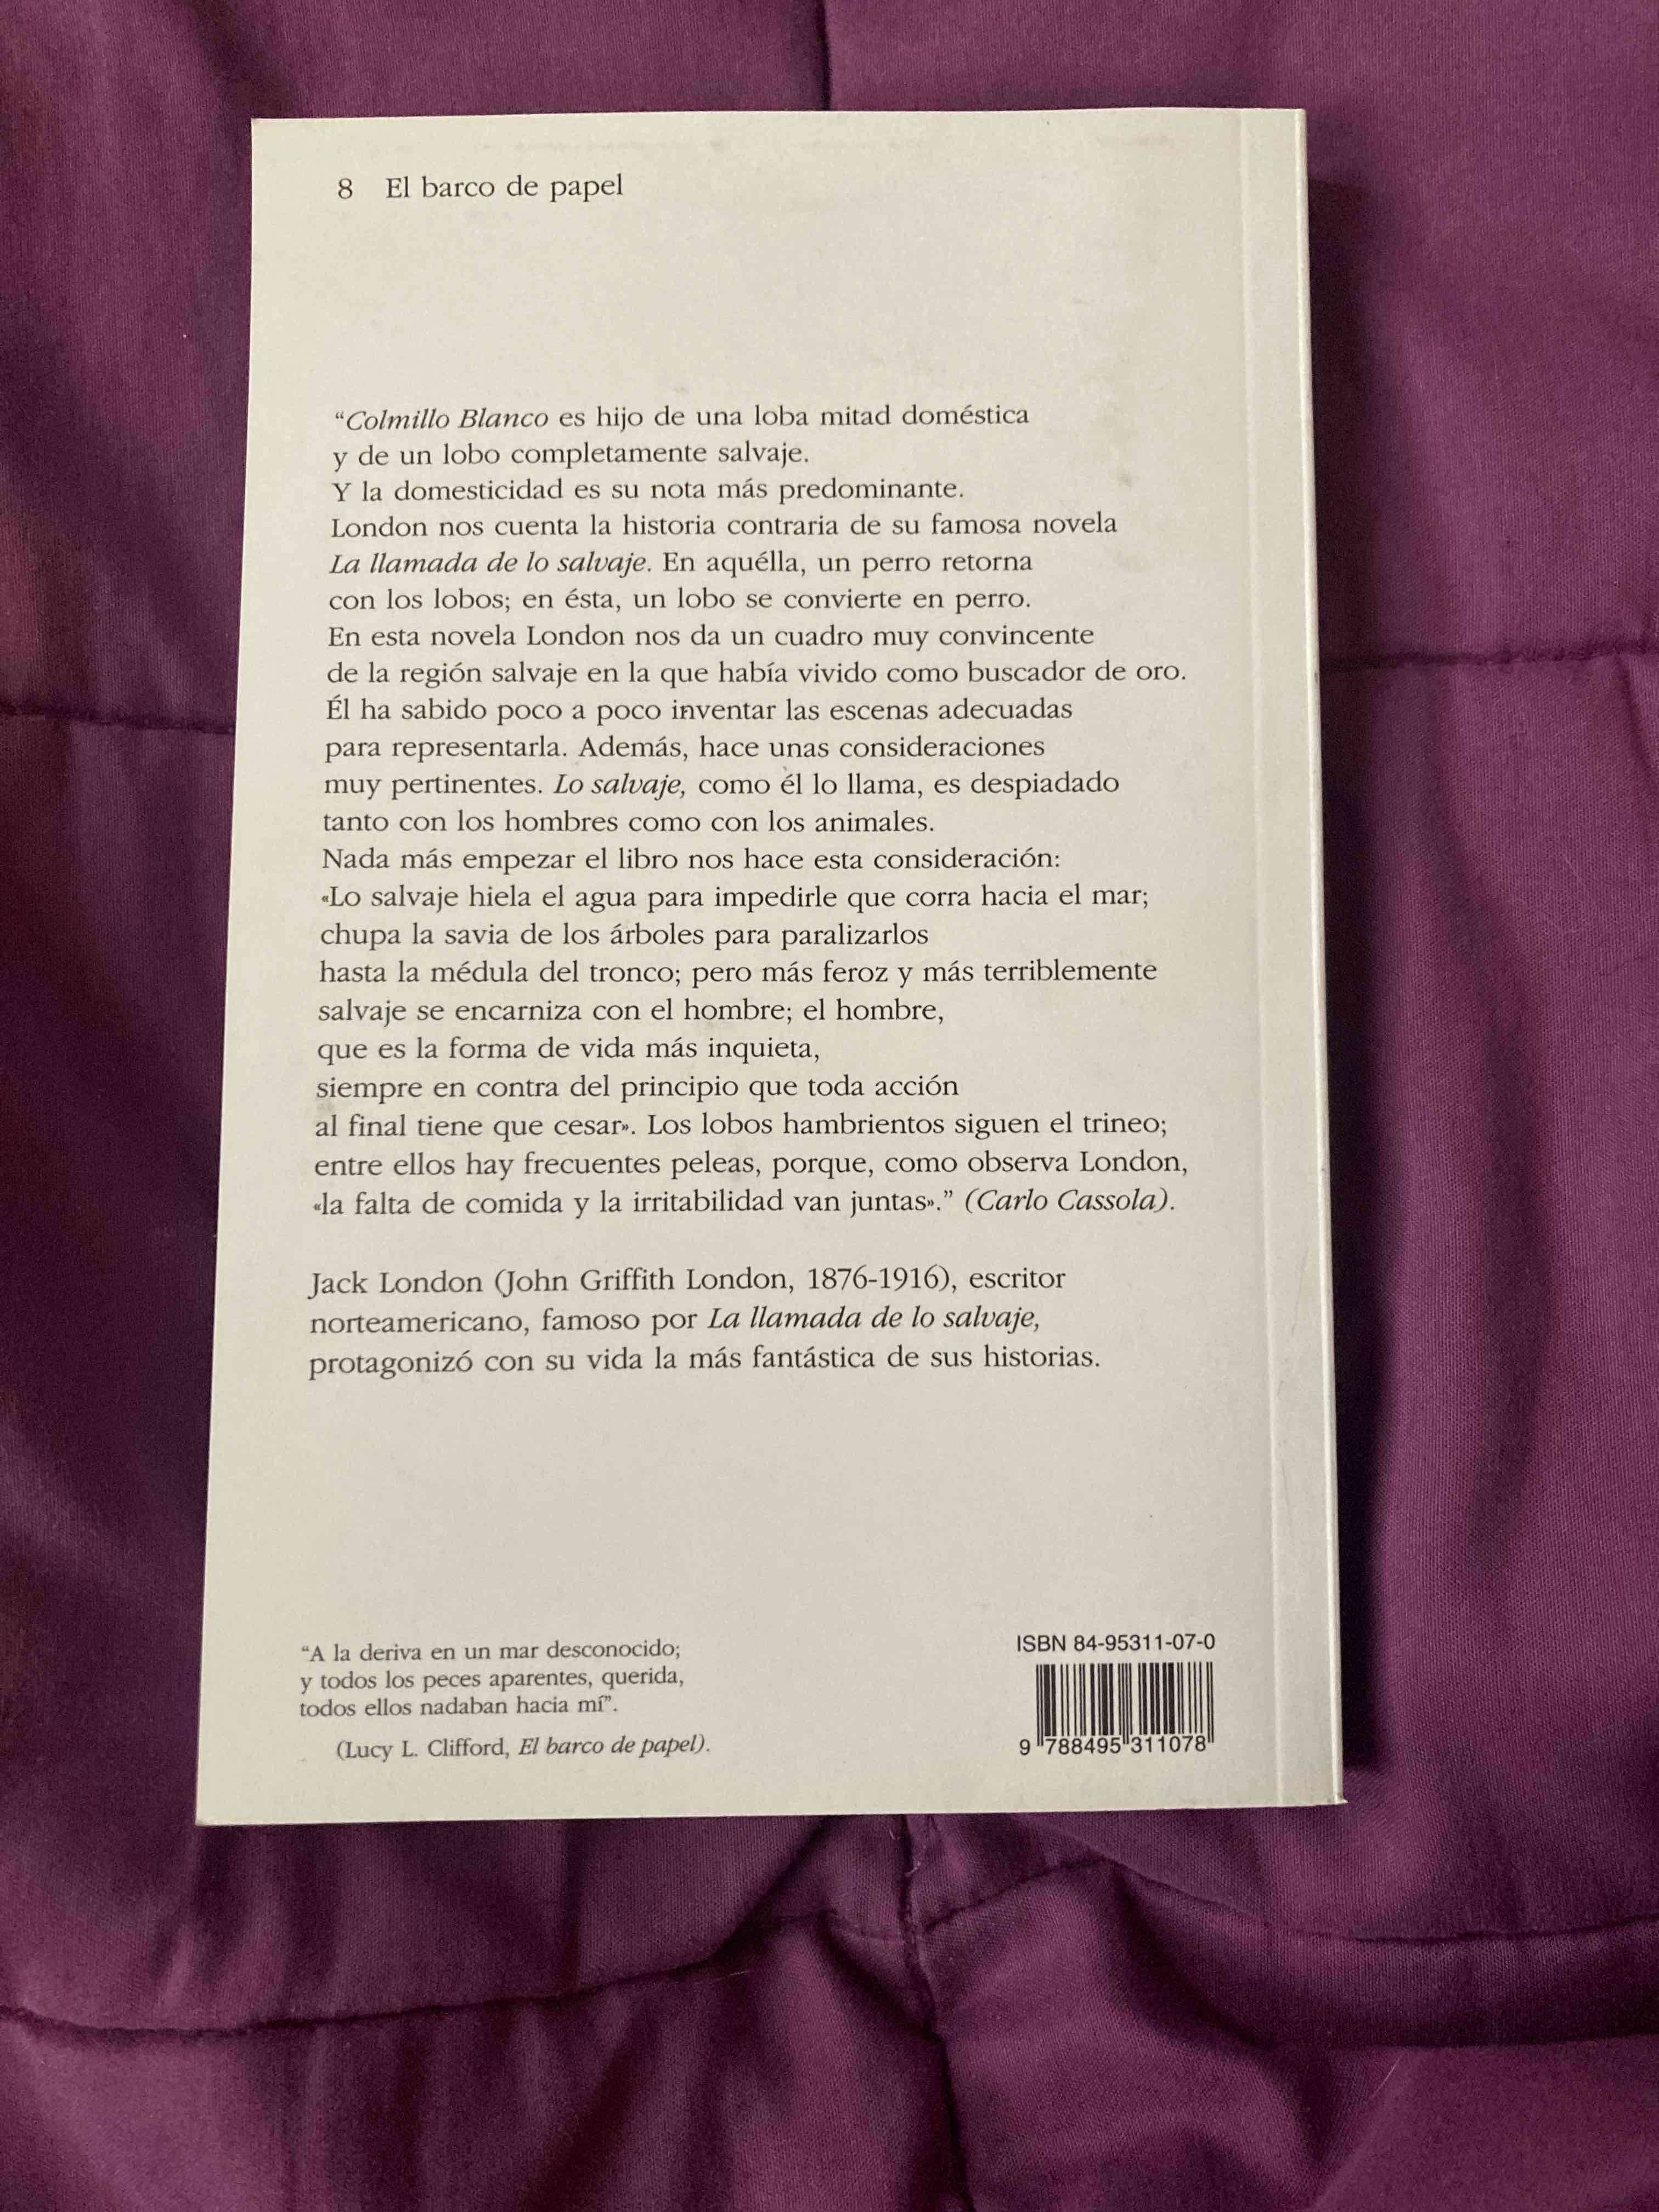 8 El barco de papel
“Colmillo Blanco es hijo de una loba mitad doméstica
y de un lobo completamente salvaje.
Y la domesticidad es su nota más predominante.
London nos cuenta la historia contraria de su famosa novela
La llamada de lo salvaje. En aquélla, un perro retorna
con los lobos; en ésta, un lobo se convierte en perro.
En esta novela London nos da un cuadro muy convincente
de la región salvaje en la que había vivido como buscador de oro.
Él ha sabido poco a poco inventar las escenas adecuadas
para representarla. Además, hace unas consideraciones
muy pertinentes. Lo salvaje, como él lo llama, es despiadado
tanto con los hombres como con los animales.
Nada más empezar el libro nos hace esta consideración:
«Lo salvaje hiela el agua para impedirle que corra hacia el mar;
chupa la savia de los árboles para paralizarlos
hasta la médula del tronco; pero más feroz y más terriblemente
salvaje se encarniza con el hombre; el hombre,
que es la forma de vida más inquieta,
siempre en contra del principio que toda acción
al final tiene que cesar». Los lobos hambrientos siguen el trineo;
entre ellos hay frecuentes peleas, porque, como observa London,
«la falta de comida y la irritabilidad van juntas».” (Carlo Cassola).
Jack London (John Griffith London, 1876-1916), escritor
norteamericano, famoso por La llamada de lo salvaje,
protagonizó con su vida la más fantástica de sus historias.
“A la deriva en un mar desconocido;
y todos los peces aparentes, querida,
todos ellos nadaban hacia mí”.
(Lucy L. Clifford, El barco de papel).
ISBN 84-95311-07-0
9 788495 311078